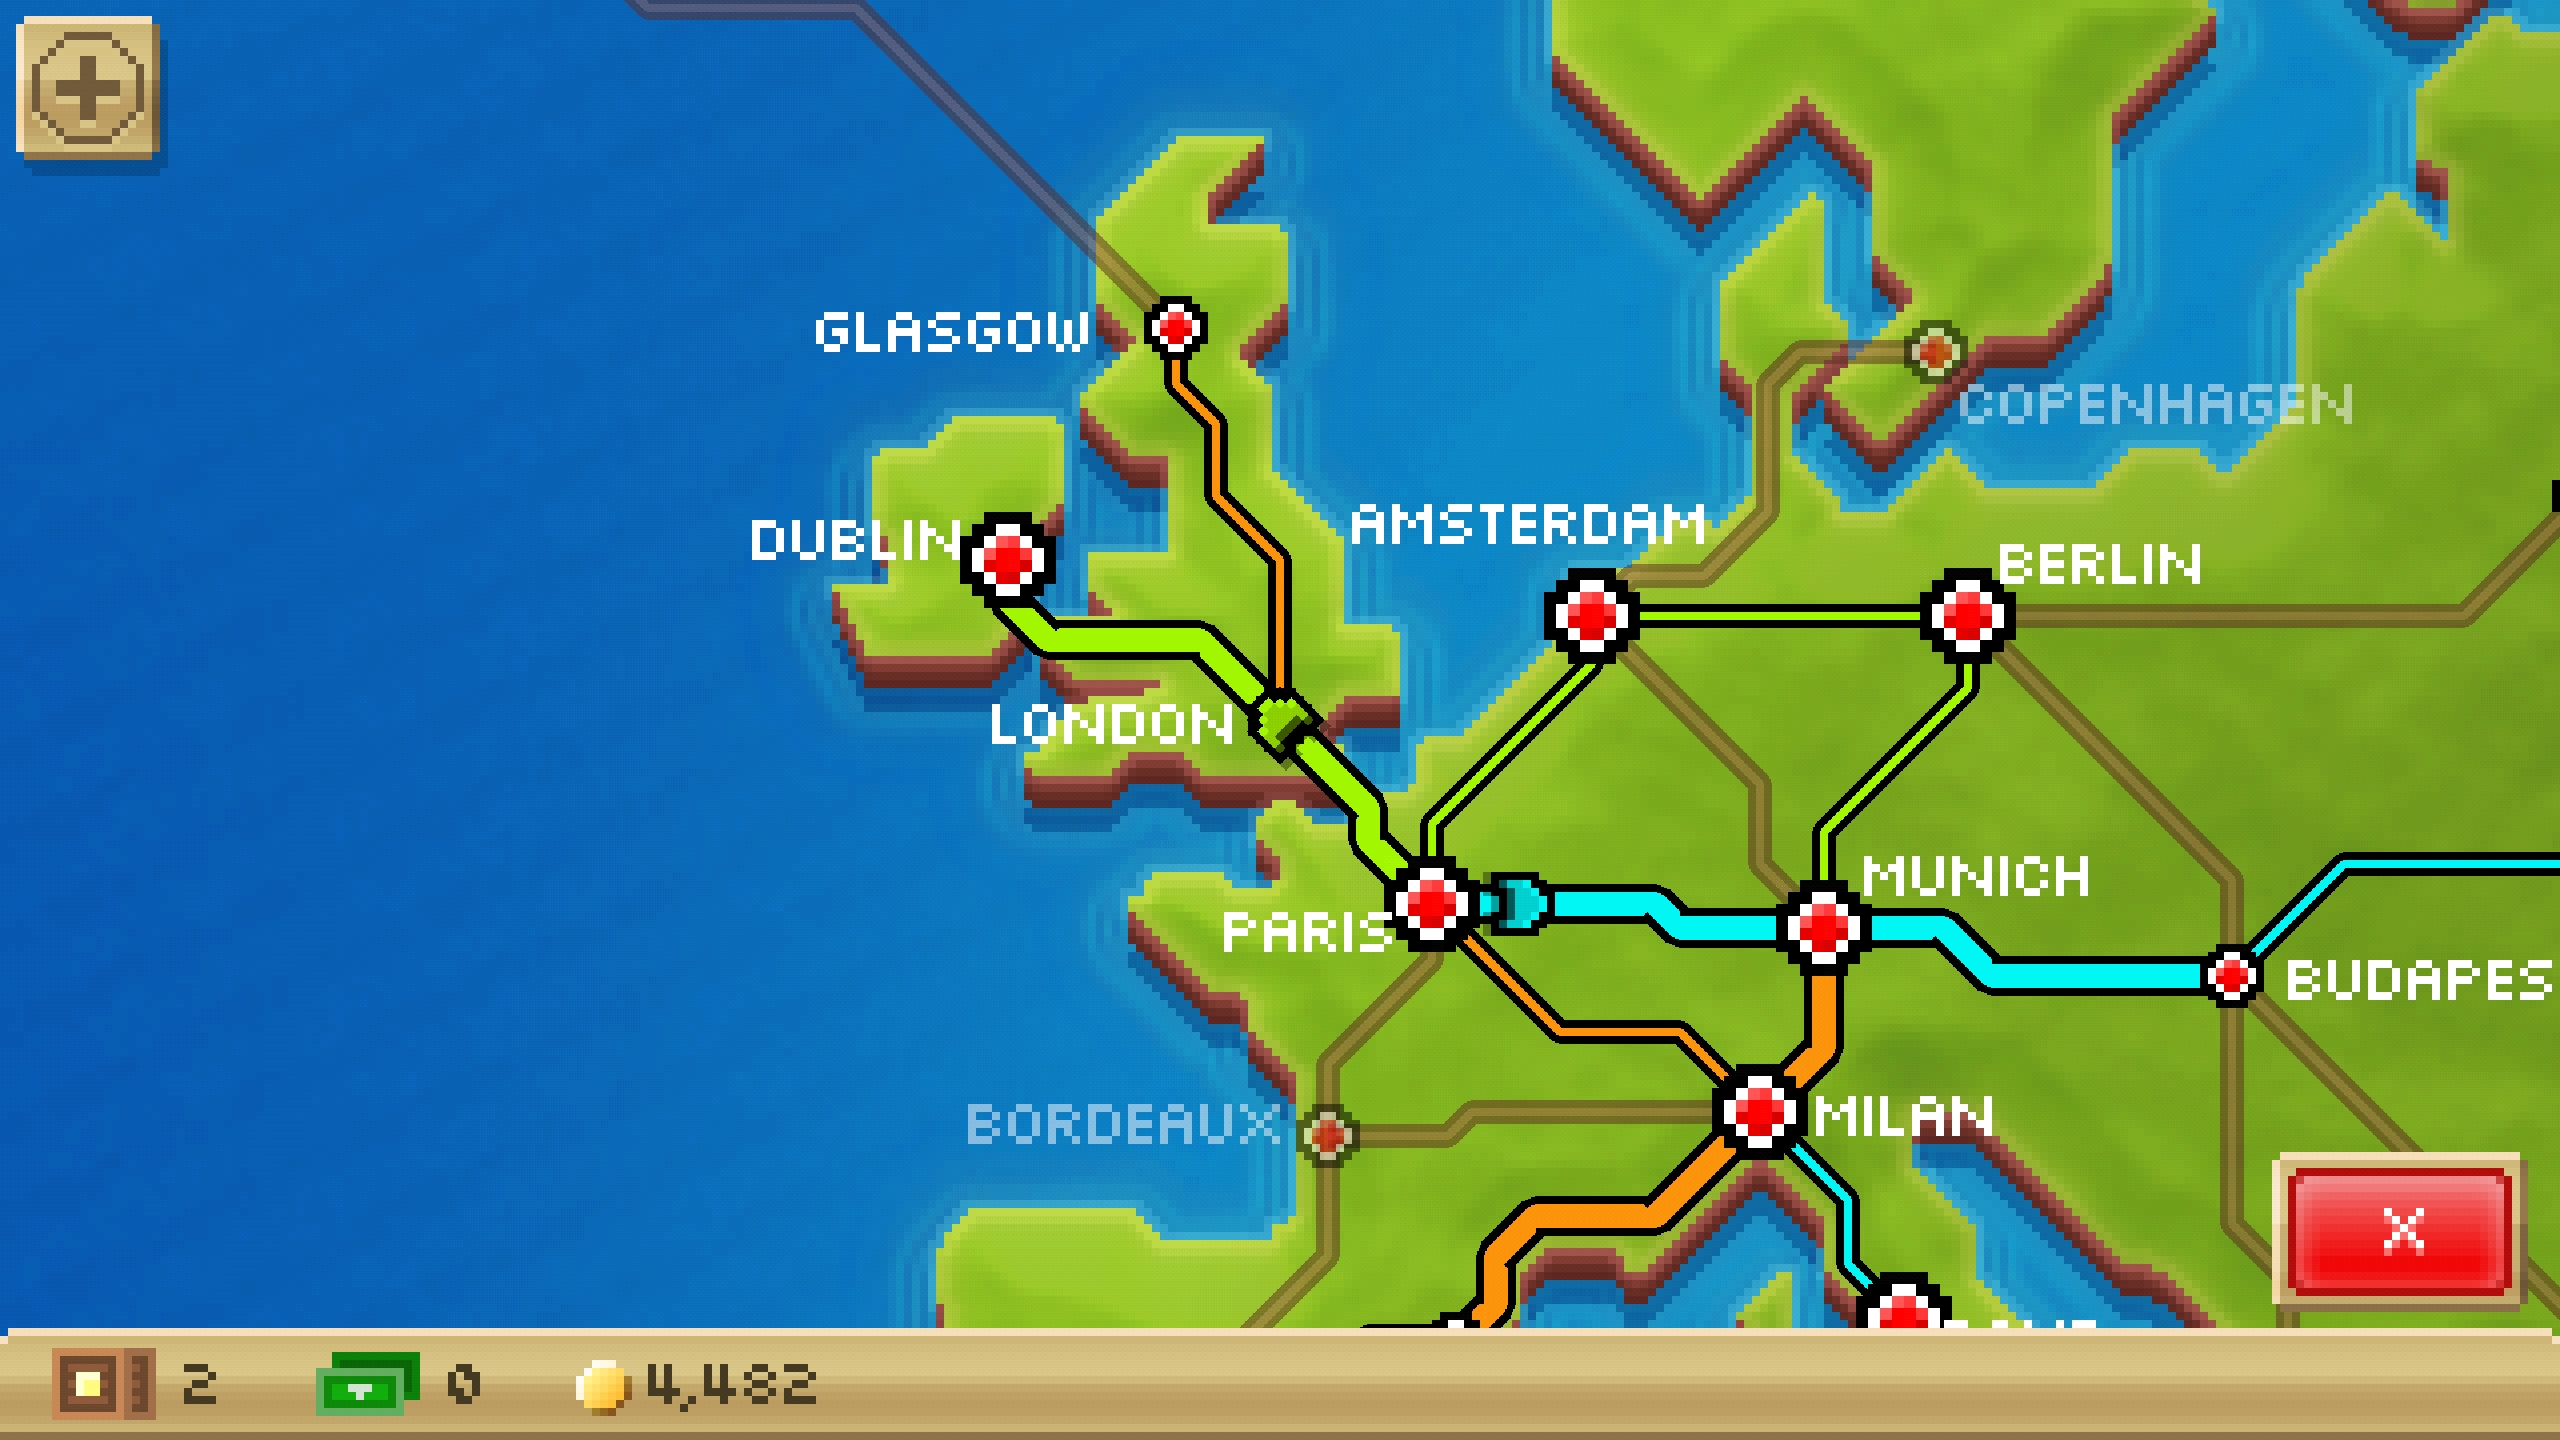 GLASGOW
COPENHAGEN
AMSTERDAM
DUBLIN
BERLIN
LONDON
MUNICH
PARIS
BUDAPES
BORDEAUX
MILAN
X
2
0
4,482